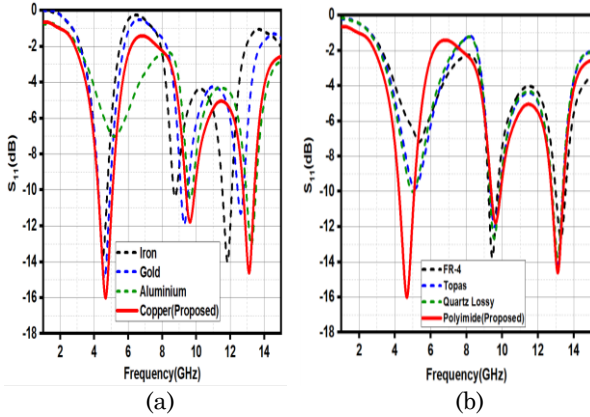 (a)
0
-2
-4
-6
-8
-10
-12
-14
-16
-18
S11(dB)
Iron
Gold
Aluminium
Copper(Proposed)
2 4 6 8 10 12 14
Frequency(GHz)
(a)
(b)
0
-2
-4
-6
-8
-10
-12
-14
-16
-18
S11(dB)
FR-4
Topas
Quartz Lossy
Polyimide(Proposed)
2 4 6 8 10 12 14
Frequency(GHz)
(b)